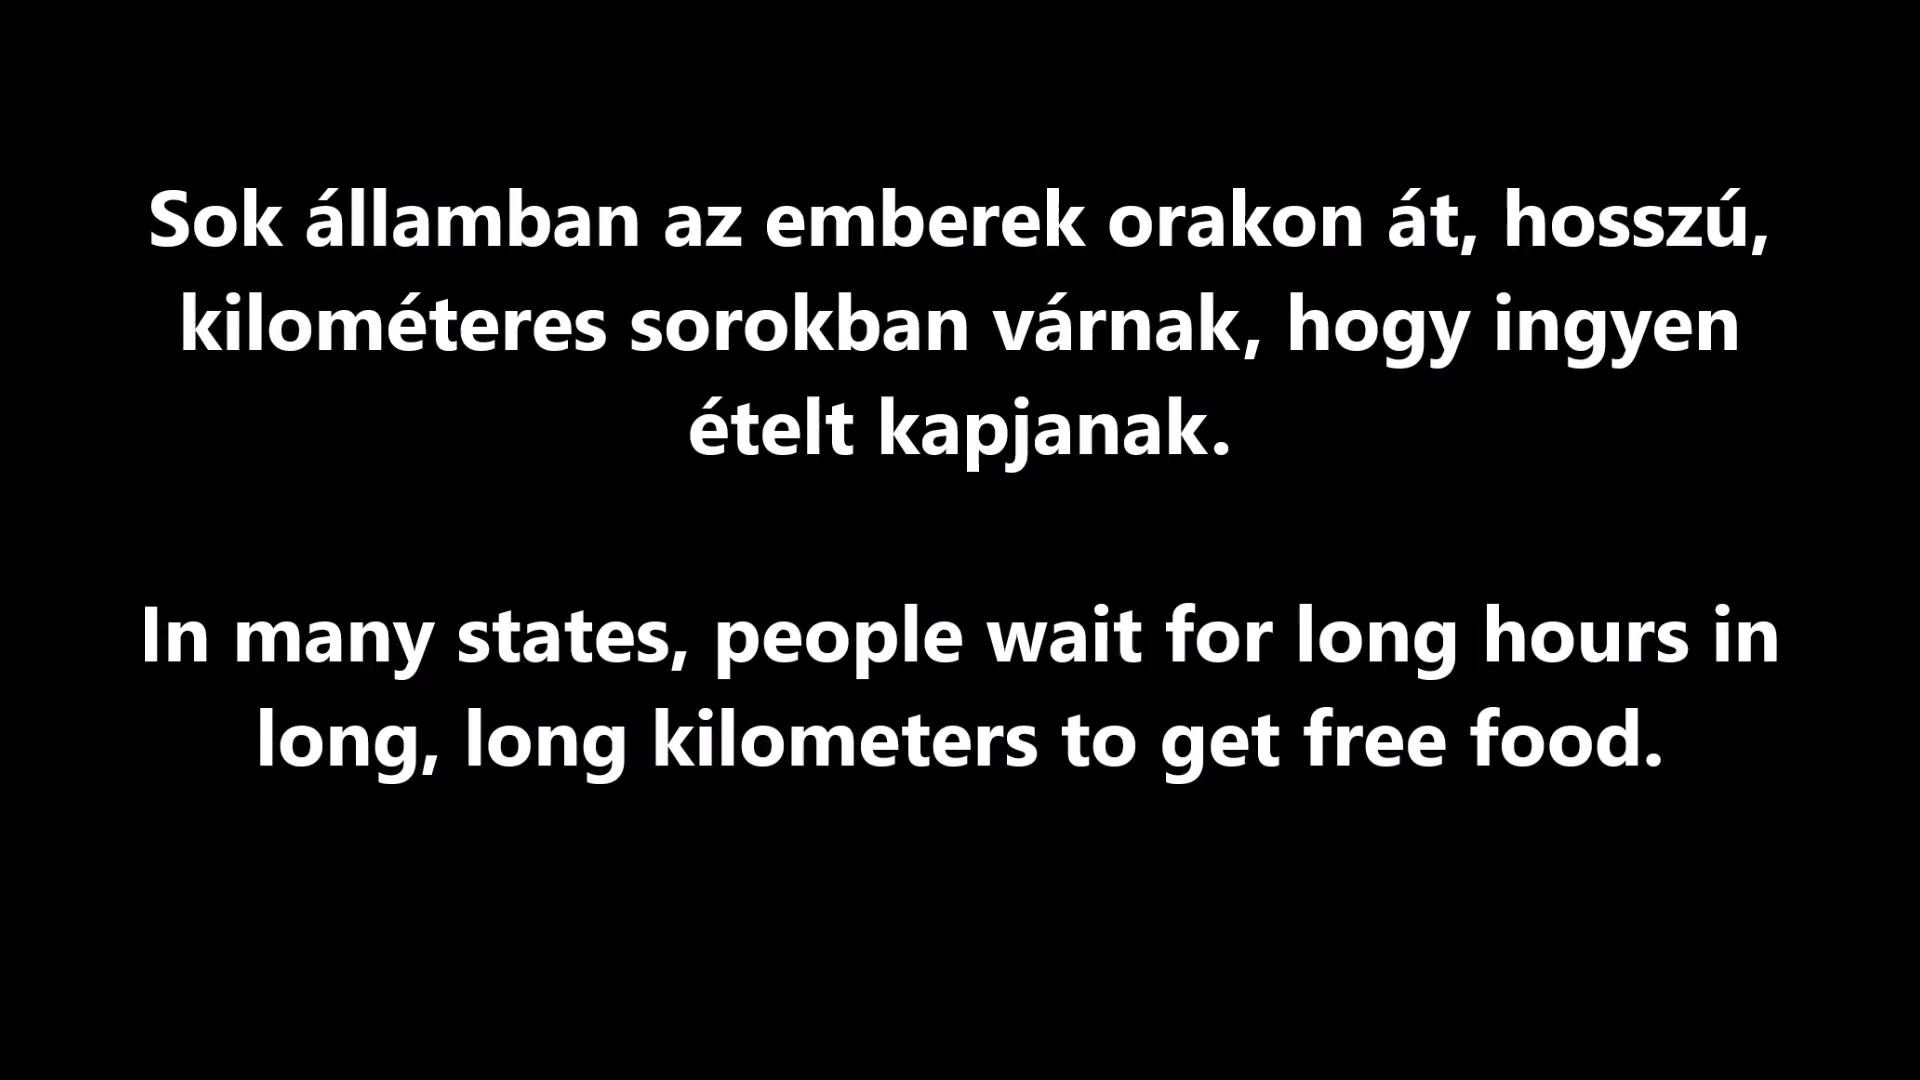 Sok államban az emberek orakon át, hosszú,
kilométeres sorokban várnak, hogy ingyen
ételt kapjanak.
In many states, people wait for long hours in
long, long kilometers to get free food.